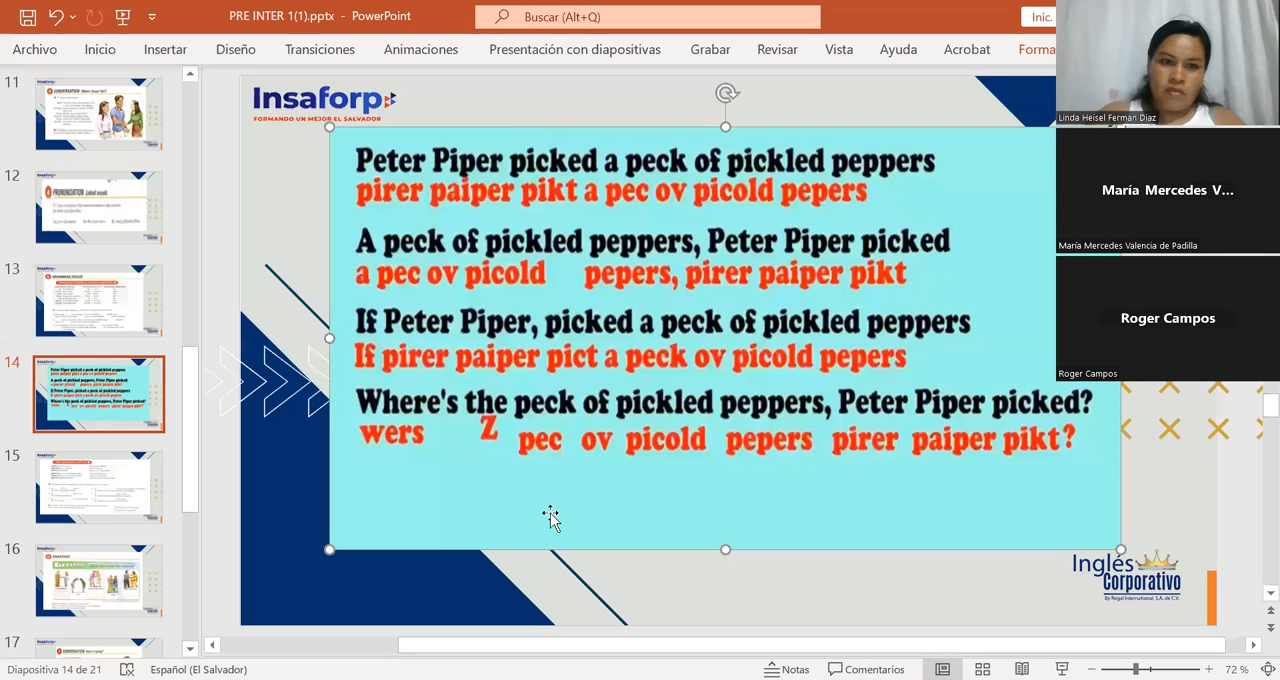 PRE INTER 1(1).pptx - PowerPoint
Buscar (Alt+Q)
Inic.
Archivo Inicio Insertar Diseño Transiciones Animaciones Presentación con diapositivas Grabar Revisar Vista Ayuda Acrobat Forma
Linda Heisel Ferman Diaz
María Mercedes V...
María Mercedes Valencia de Padilla
Roger Campos
Roger Campos
11
12
PRONUNCIATION Linked sounds
13
14
15
16
17
Insaforp
FORMANDO UN MEJOR EL SALVADOR
Peter Piper picked a peck of pickled peppers
pirer paiper pikt a pec ov picold pepers
A peck of pickled peppers, Peter Piper picked
a pec ov picold pepers, pirer paiper pikt
If Peter Piper, picked a peck of pickled peppers
If pirer paiper pict a peck ov picold pepers
Where's the peck of pickled peppers, Peter Piper picked?
wers Z pec ov picold pepers pirer paiper pikt?
Inglés
Corporativo
By Regal International, S.A. de C.V.
Diapositiva 14 de 21
Español (El Salvador)
Notas
Comentarios
72 %